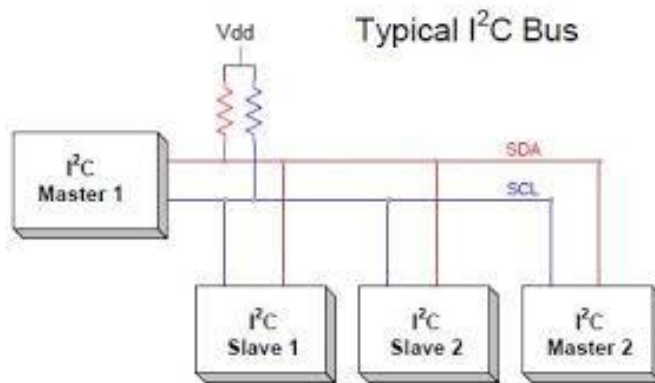 Typical I²C Bus
Vdd
SDA
SCL
I²C
Master 1
I²C
Slave 1
I²C
Slave 2
I²C
Master 2